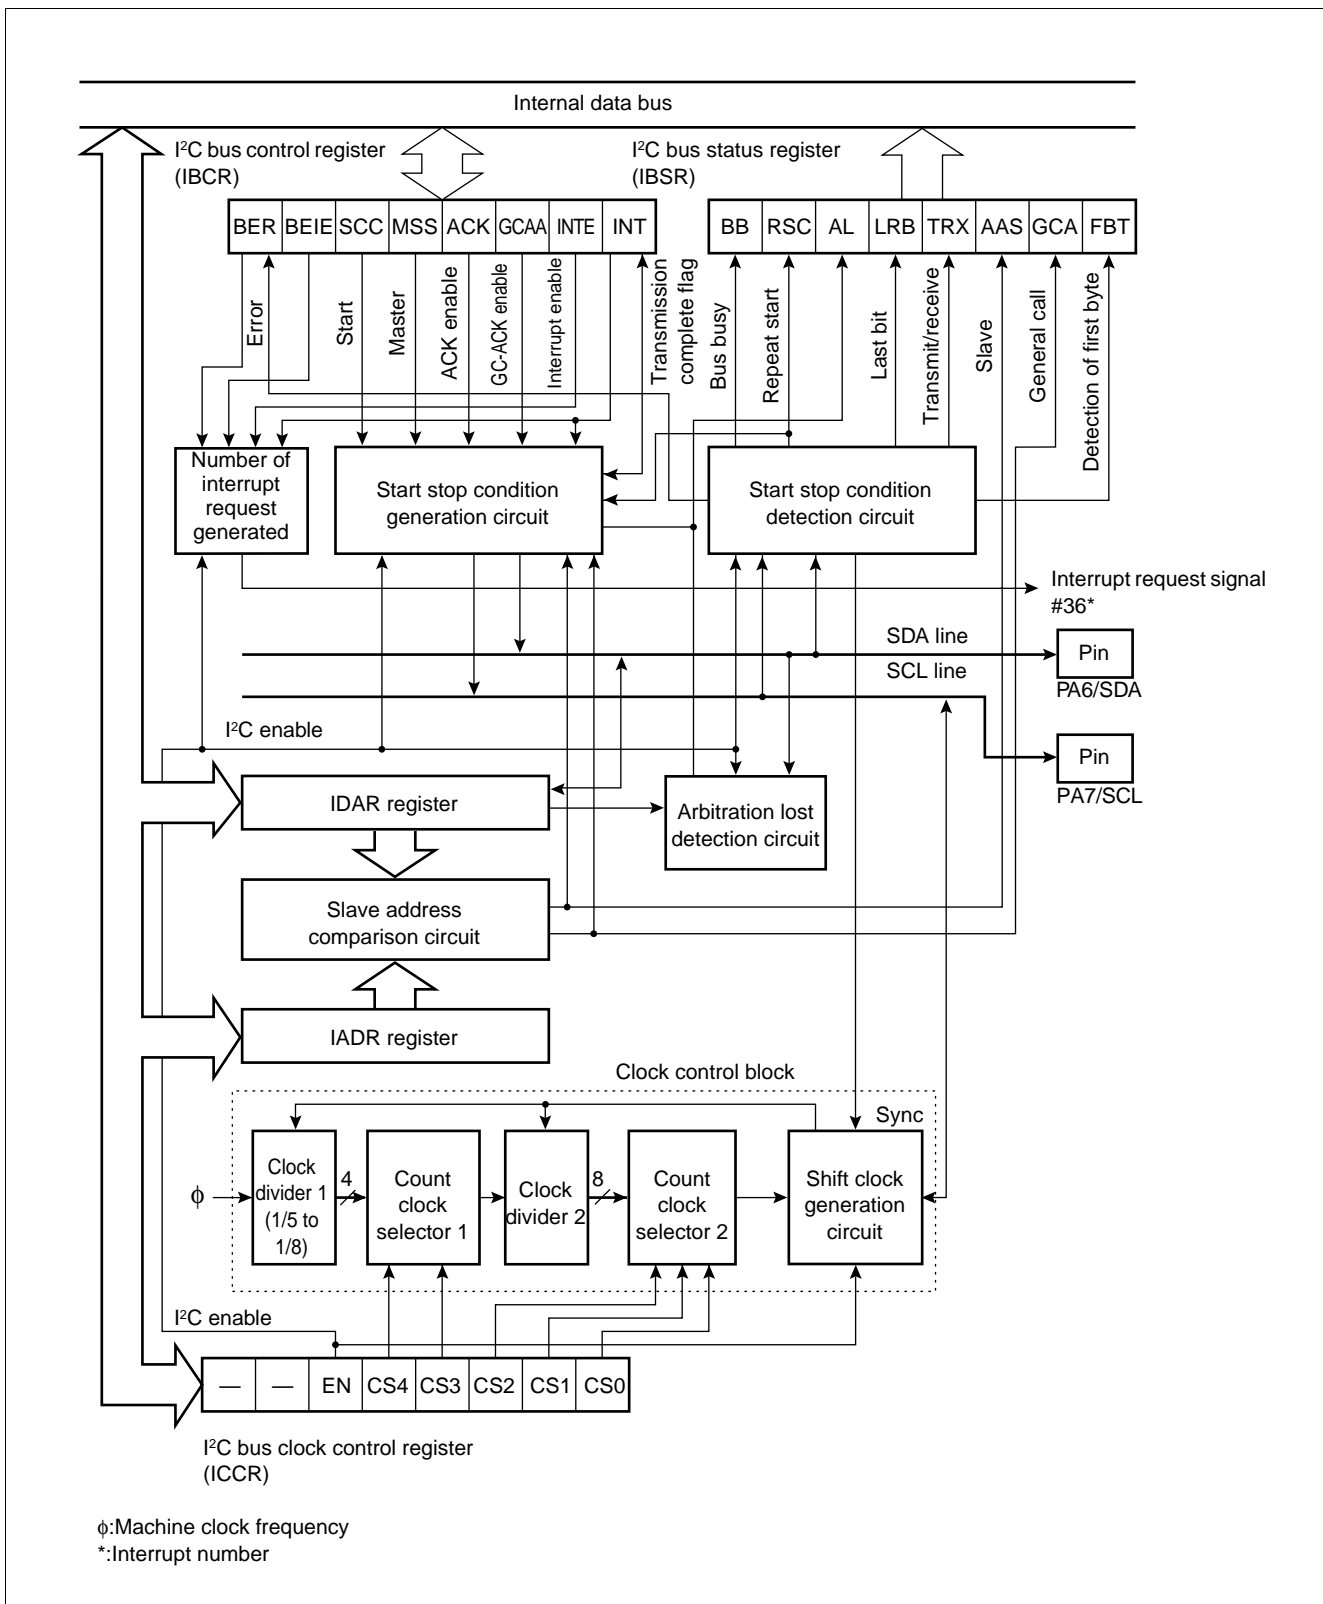 Internal data bus
I²C bus control register
(IBCR)
I²C bus status register
(IBSR)
BER BEIE SCC MSS ACK GCAA INTE INT
BB RSC AL LRB TRX AAS GCA FBT
Error
Start
Master
ACK enable
GC-ACK enable
Interrupt enable
Transmission
complete flag
Bus busy
Repeat start
Last bit
Transmit/receive
Slave
General call
Detection of first byte
Number of
interrupt
request
generated
Start stop condition
generation circuit
Start stop condition
detection circuit
Interrupt request signal
#36*
SDA line
SCL line
Pin
PA6/SDA
Pin
PA7/SCL
I²C enable
IDAR register
Arbitration lost
detection circuit
Slave address
comparison circuit
IADR register
Clock control block
Sync
ϕ
Clock
divider 1
(1/5 to
1/8)
4
Count
clock
selector 1
Clock
divider 2
8
Count
clock
selector 2
Shift clock
generation
circuit
I²C enable
— — EN CS4 CS3 CS2 CS1 CS0
I²C bus clock control register
(ICCR)
ϕ:Machine clock frequency
*:Interrupt number